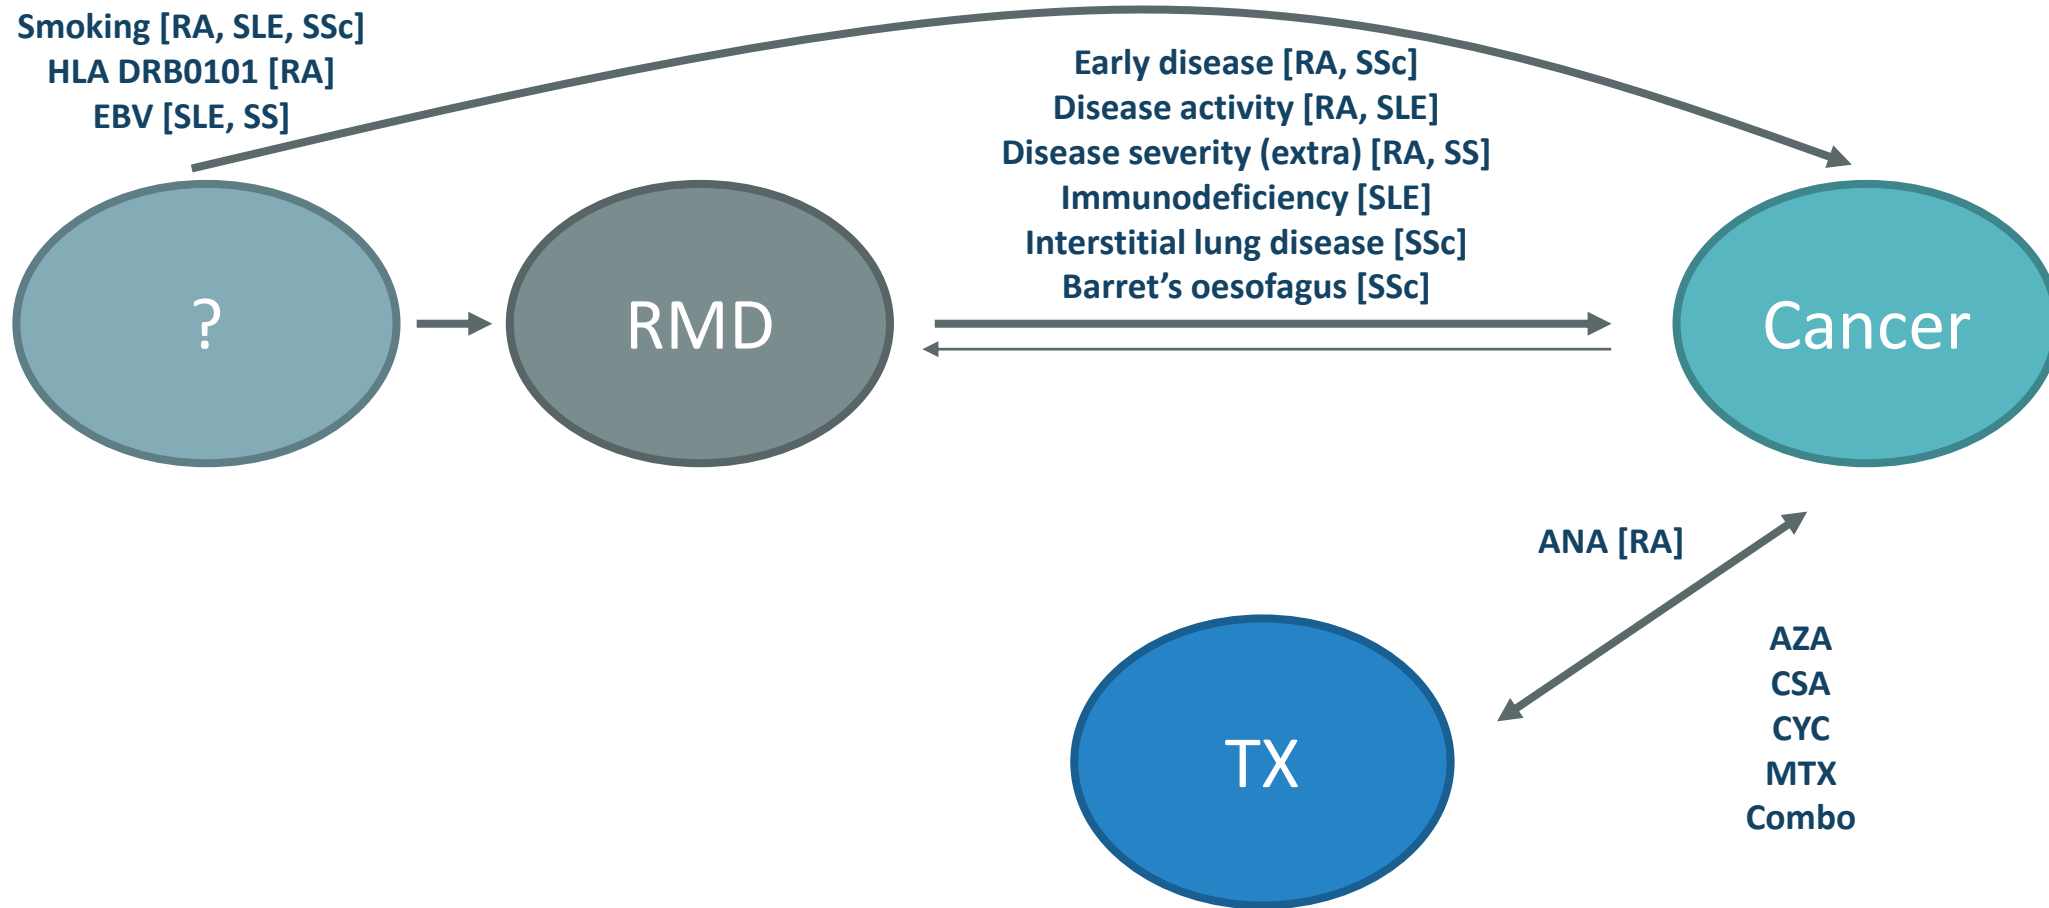 Smoking [RA, SLE, SSc]
HLA DRB0101 [RA]
EBV [SLE, SS]
Early disease [RA, SSc]
Disease activity [RA, SLE]
Disease severity (extra) [RA, SS]
Immunodeficiency [SLE]
Interstitial lung disease [SSc]
Barret’s oesofagus [SSc]
?
RMD
Cancer
ANA [RA]
TX
AZA
CSA
CYC
MTX
Combo